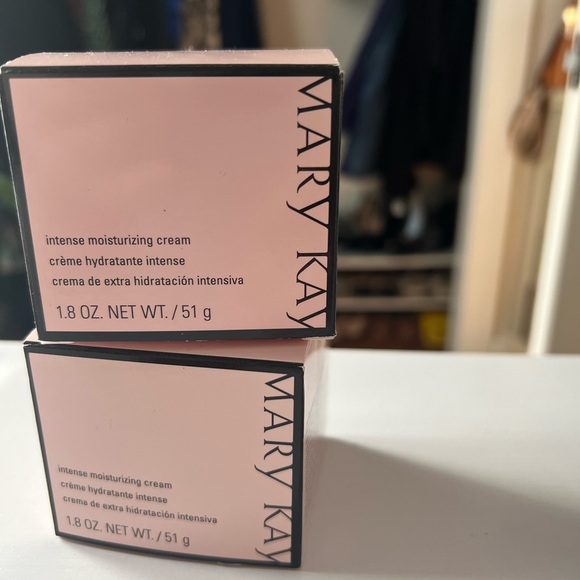 MARY KAY
intense moisturizing cream
crème hydratante intense
crema de extra hidratación intensiva
1.8 OZ. NET WT. / 51 g
MARY KAY
intense moisturizing cream
crème hydratante intense
crema de extra hidratación intensiva
1.8 OZ. NET WT. / 51 g